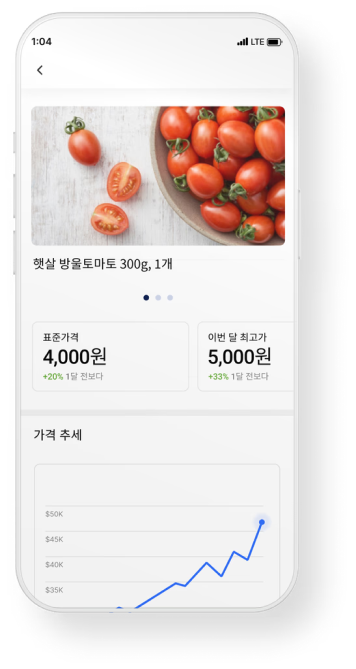 1:04
LTE
햇살 방울토마토 300g, 1개
표준가격
4,000원
+20% 1달 전보다
이번 달 최고가
5,000원
+33% 1달 전보다
가격 추세
$50K
$45K
$40K
$35K